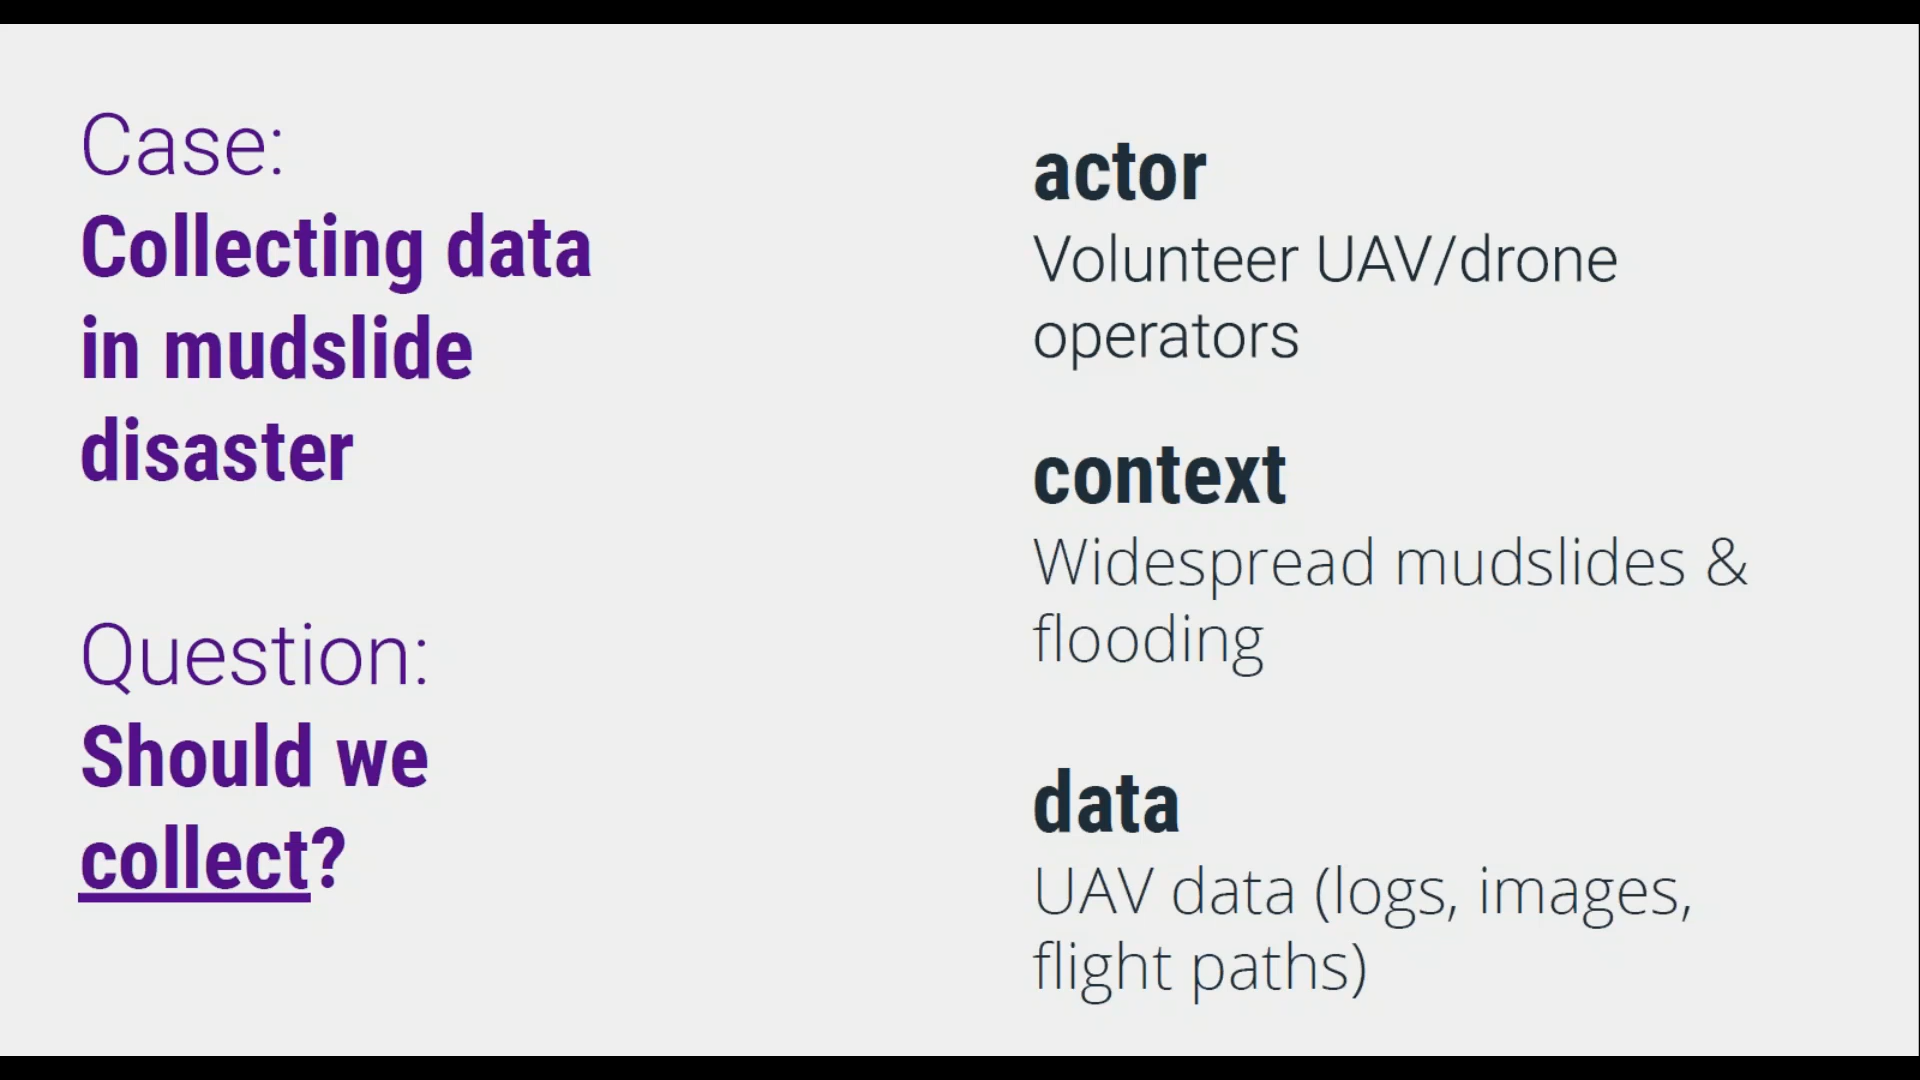 Case:
Collecting data
in mudslide
disaster
Question:
Should we
collect?
actor
Volunteer UAV/drone
operators
context
Widespread mudslides &
flooding
data
UAV data (logs, images,
flight paths)